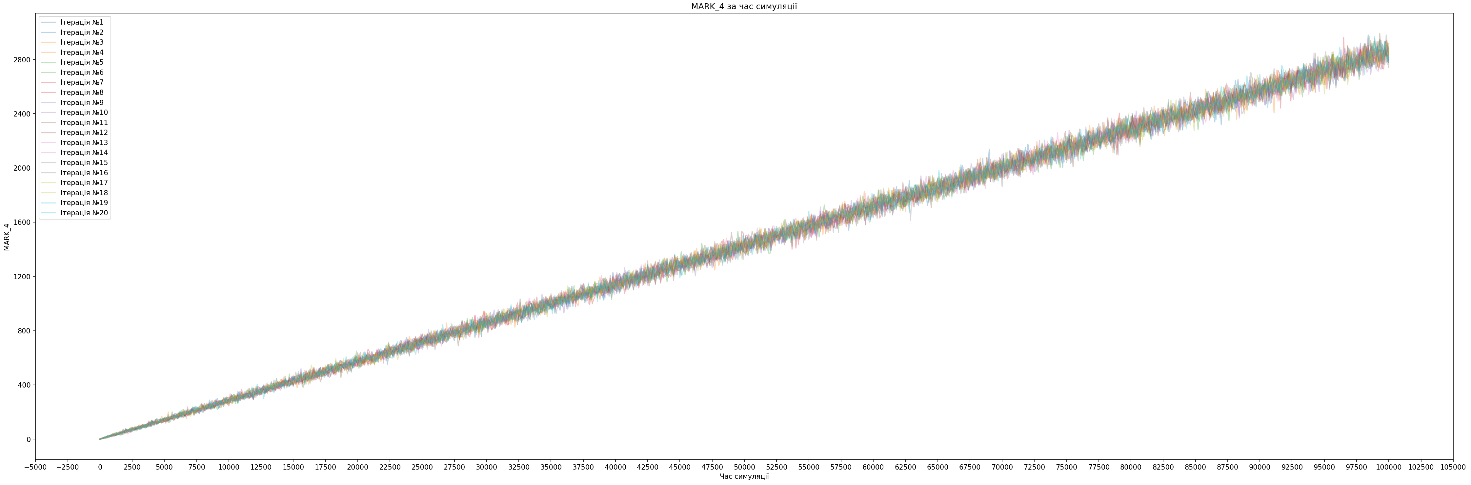 MARK_4 за час симуляції
Ітерація №1
Ітерація №2
Ітерація №3
Ітерація №4
Ітерація №5
Ітерація №6
Ітерація №7
Ітерація №8
Ітерація №9
Ітерація №10
Ітерація №11
Ітерація №12
Ітерація №13
Ітерація №14
Ітерація №15
Ітерація №16
Ітерація №17
Ітерація №18
Ітерація №19
Ітерація №20
MARK_4
2800
2400
2000
1600
1200
800
400
0
−5000 −2500 0 2500 5000 7500 10000 12500 15000 17500 20000 22500 25000 27500 30000 32500 35000 37500 40000 42500 45000 47500 50000 52500 55000 57500 60000 62500 65000 67500 70000 72500 75000 77500 80000 82500 85000 87500 90000 92500 95000 97500 100000 102500 105000
Час симуляції